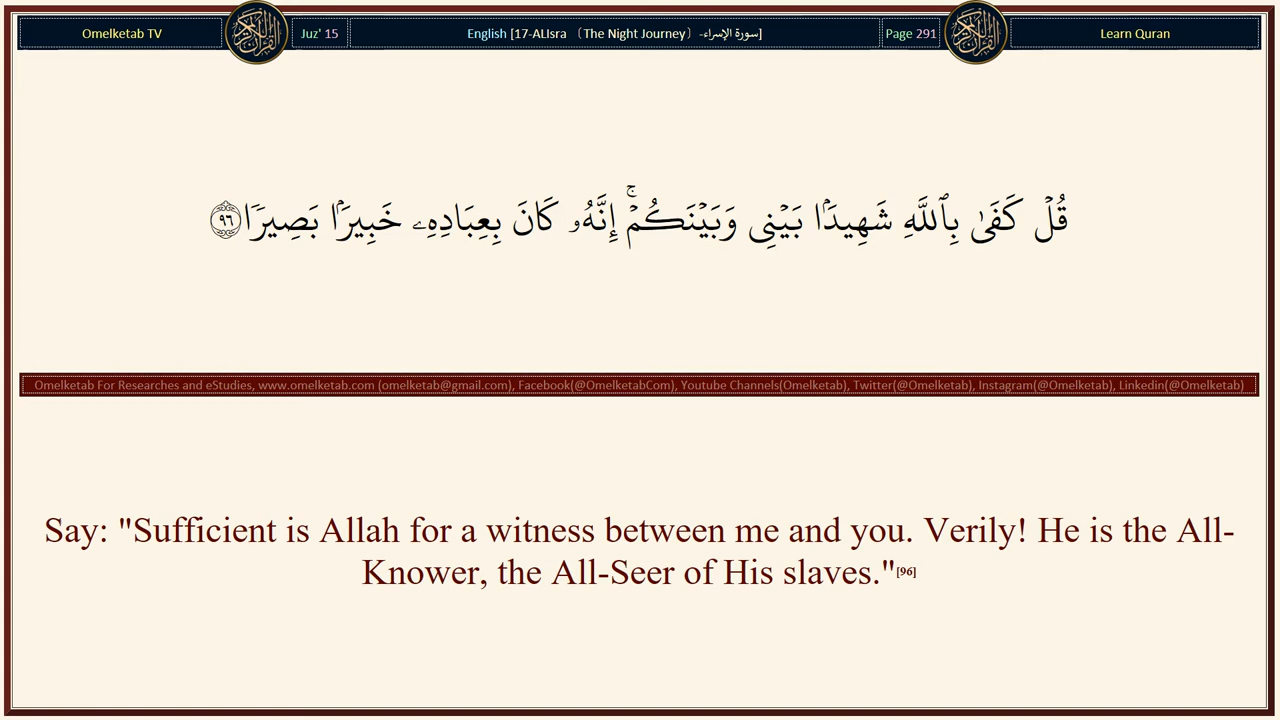 Omelketab TV
Juz' 15
English [17-ALIsra 〔The Night Journey〕 -سورة الإسراء]
Page 291
Learn Quran
قُلۡ كَفَىٰ بِٱللَّهِ شَهِيدَۢا بَيۡنِي وَبَيۡنَكُمۡۚ إِنَّهُۥ كَانَ بِعِبَادِهِۦ خَبِيرَۢا بَصِيرٗا ٩٦
Omelketab For Researches and eStudies, www.omelketab.com (omelketab@gmail.com), Facebook(@OmelketabCom), Youtube Channels(Omelketab), Twitter(@Omelketab), Instagram(@Omelketab), Linkedin(@Omelketab)
Say: "Sufficient is Allah for a witness between me and you. Verily! He is the All-
Knower, the All-Seer of His slaves."[96]